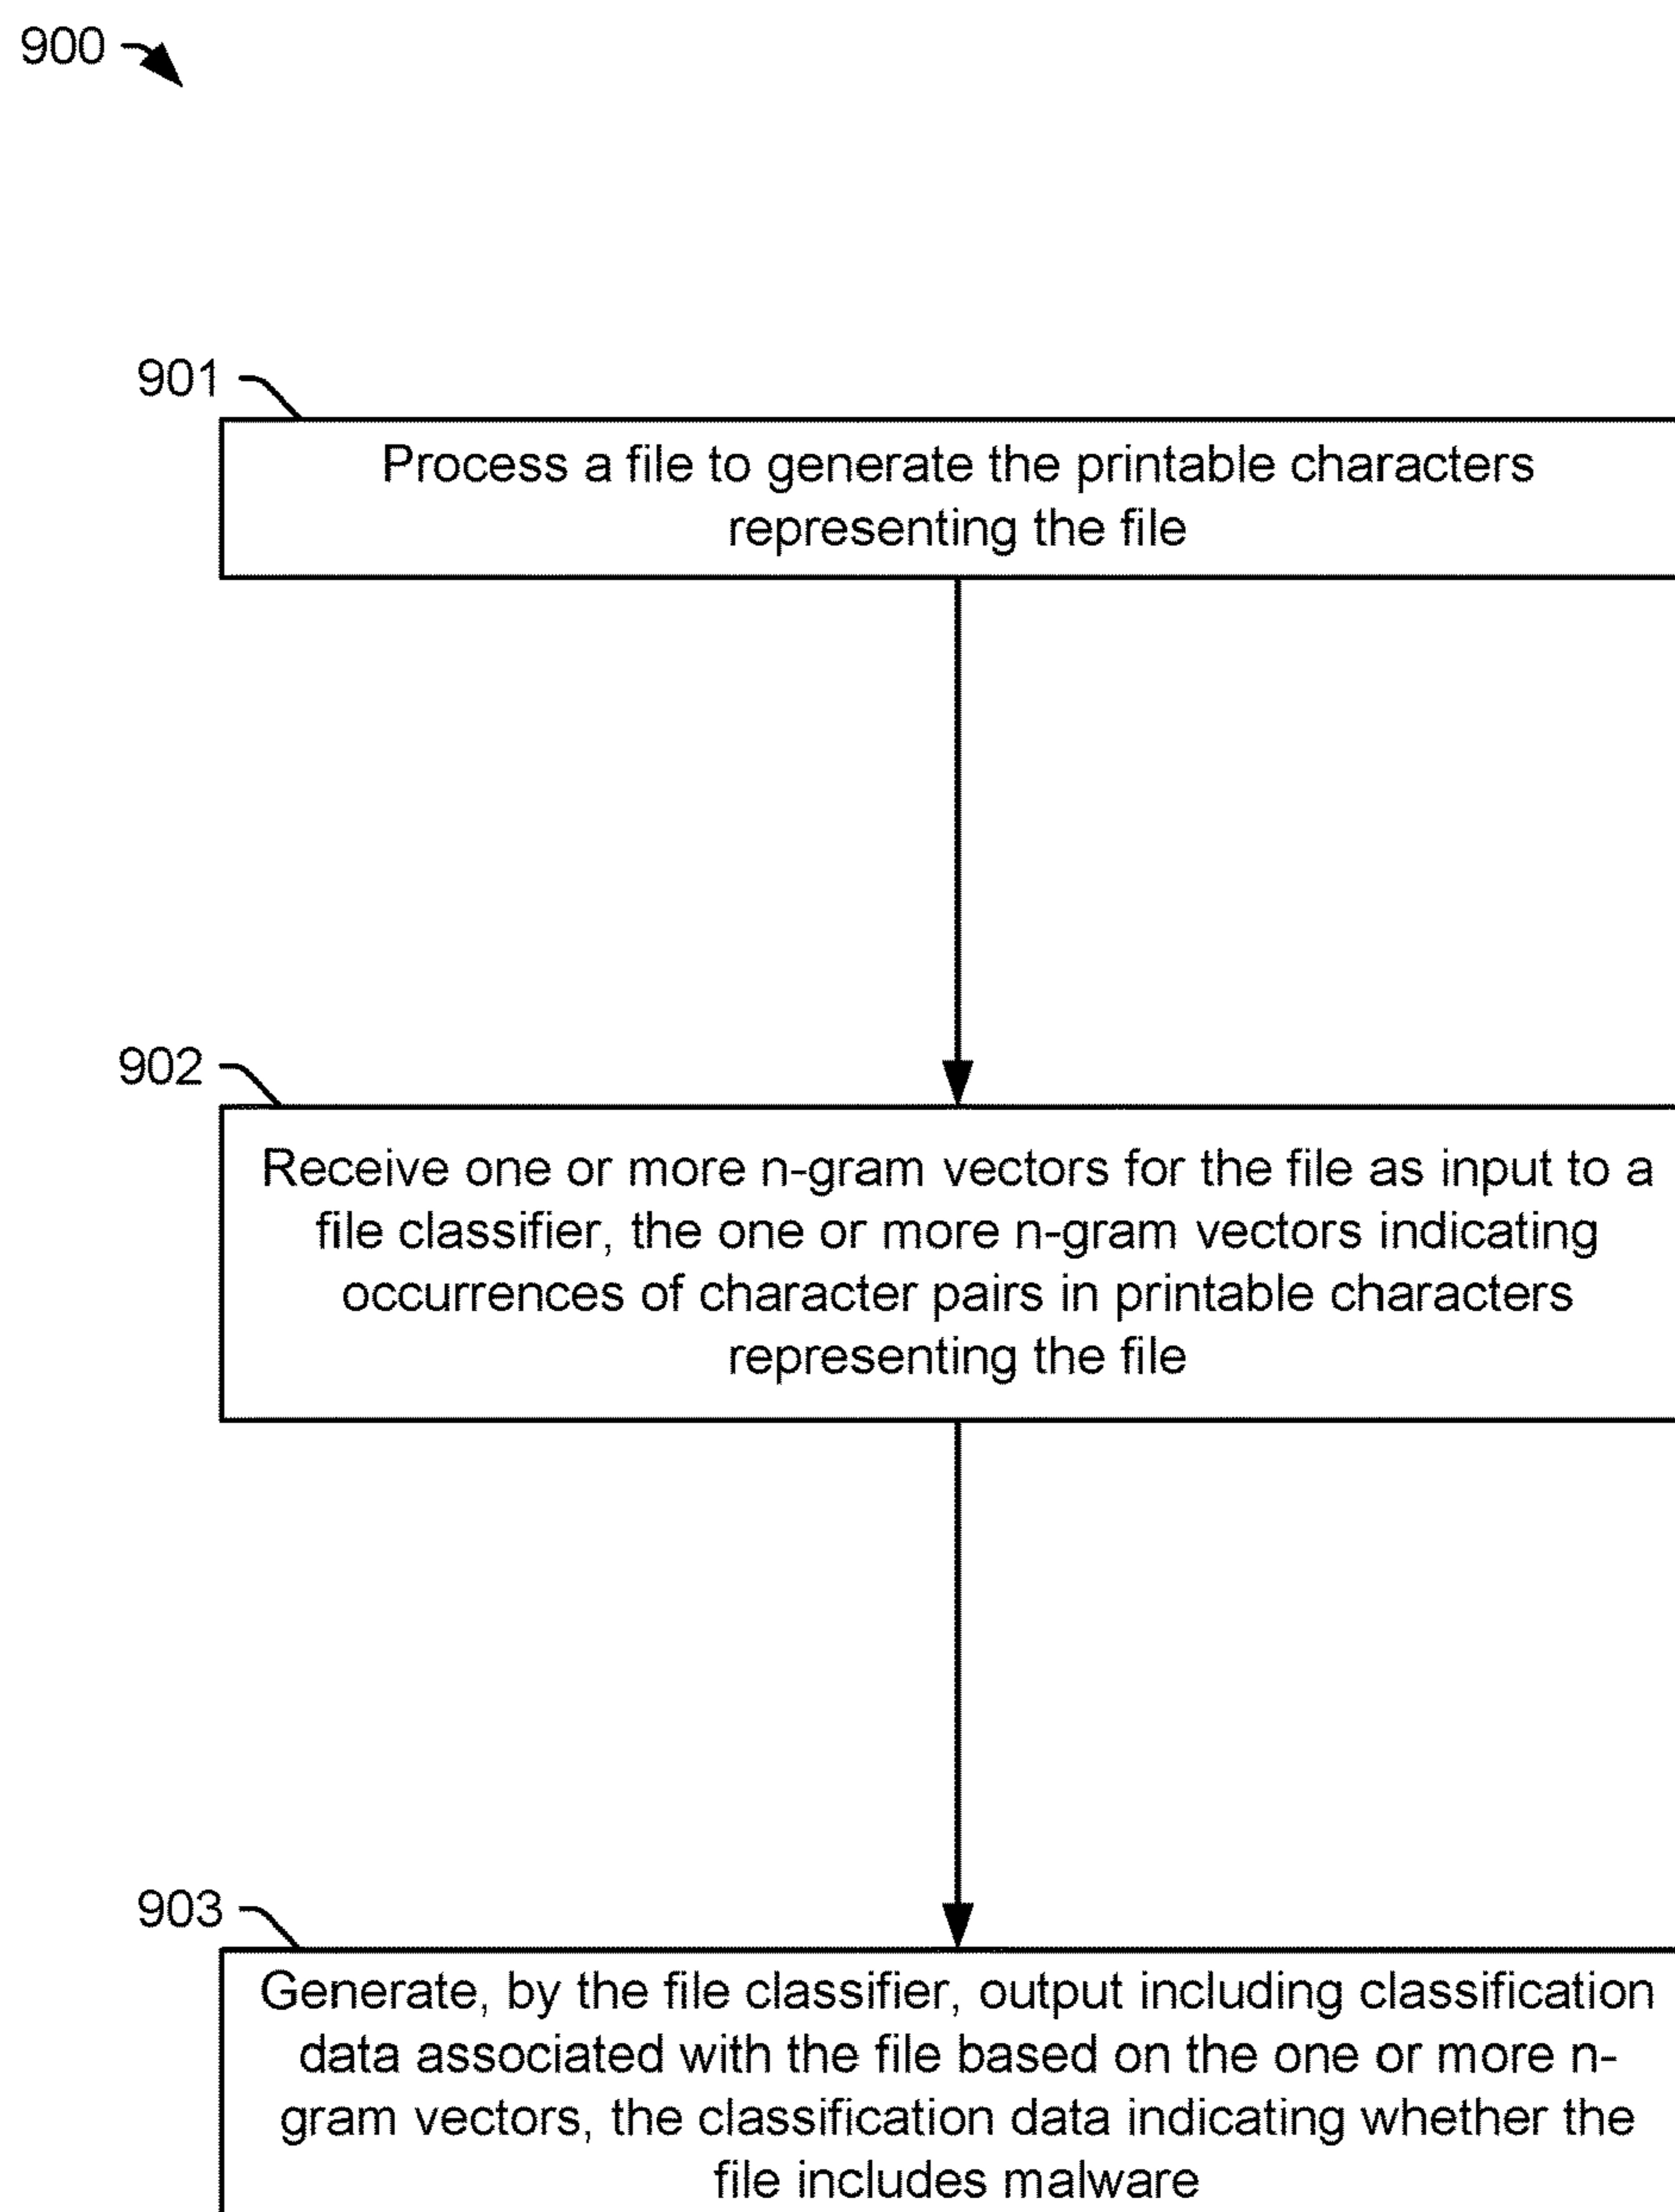 900
901
Process a file to generate the printable characters
representing the file
902
Receive one or more n-gram vectors for the file as input to a
file classifier, the one or more n-gram vectors indicating
occurrences of character pairs in printable characters
representing the file
903
Generate, by the file classifier, output including classification
data associated with the file based on the one or more n-
gram vectors, the classification data indicating whether the
file includes malware